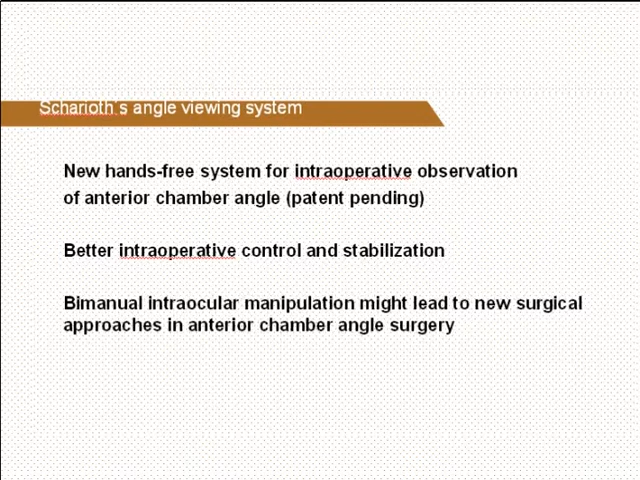 Scharioth´s angle viewing system
New hands-free system for intraoperative observation
of anterior chamber angle (patent pending)
Better intraoperative control and stabilization
Bimanual intraocular manipulation might lead to new surgical
approaches in anterior chamber angle surgery